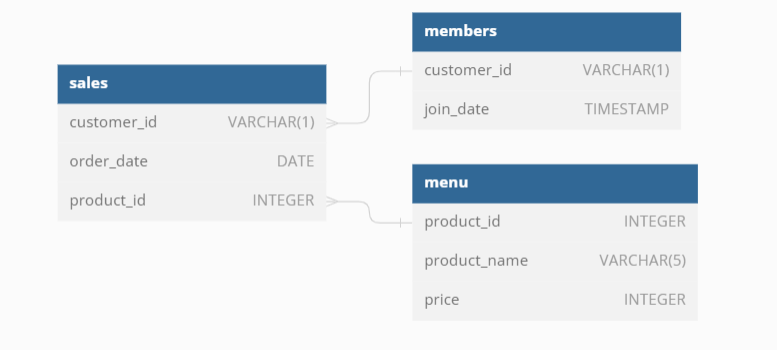 sales
customer_id VARCHAR(1)
order_date DATE
product_id INTEGER
members
customer_id VARCHAR(1)
join_date TIMESTAMP
menu
product_id INTEGER
product_name VARCHAR(5)
price INTEGER